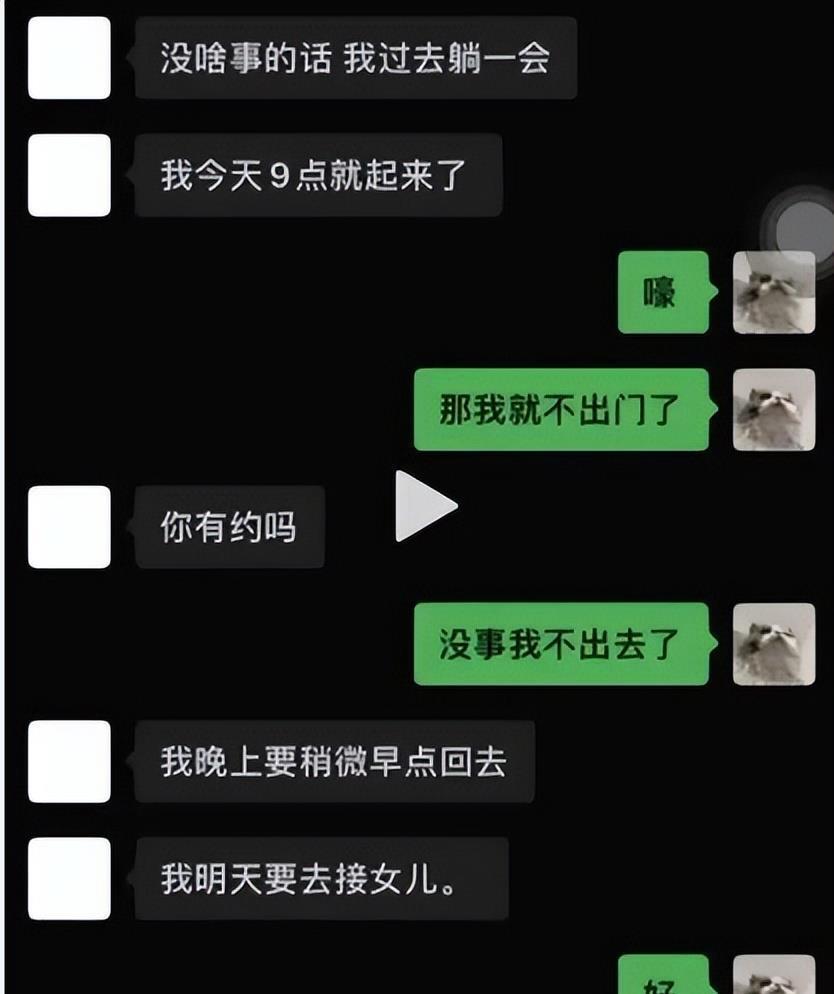 没啥事的话 我过去躺一会
我今天9点就起来了
嚎
那我就不出门了
你有约吗
没事我不出去了
我晚上要稍微早点回去
我明天要去接女儿。
好